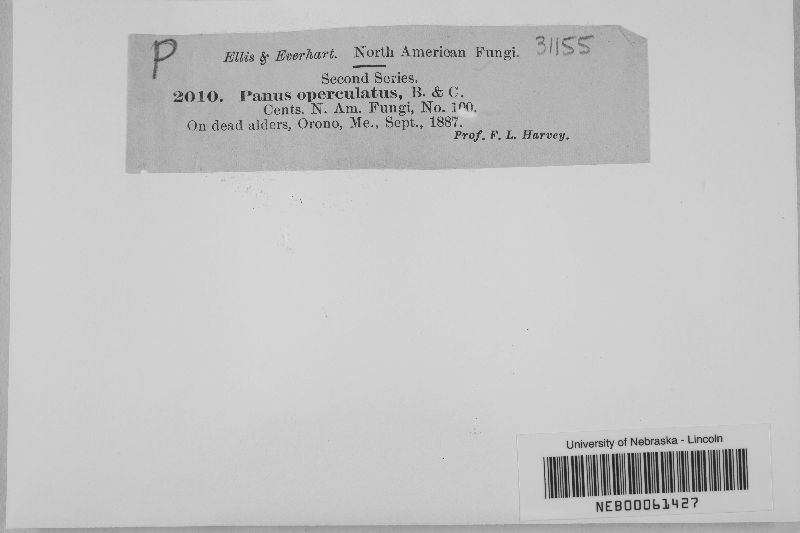 P
Ellis & Everhart. North American Fungi. 31155
Second Series.
2010. Panus operculatus, B. & C.
Cents. N. Am. Fungi, No. 100.
On dead alders, Orono, Me., Sept., 1887.
Prof. F. L. Harvey.
University of Nebraska - Lincoln
NEB00061427